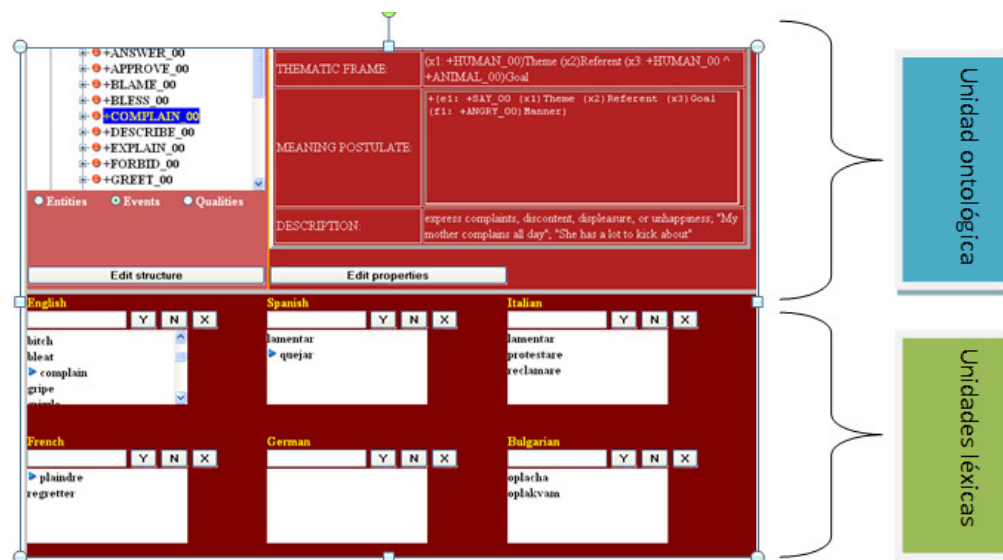 +ANSWER_00
+APPROVE_00
+BLAME_00
+BLESS_00
+COMPLAIN_00
+DESCRIBE_00
+EXPLAIN_00
+FORBID_00
+GREET_00
Entities Events Qualities
Edit structure
THEMATIC FRAME:
(x1: +HUMAN_00)Theme (x2)Referent (x3: +HUMAN_00 ^
+ANIMAL_00)Goal
MEANING POSTULATE:
+(e1: +SAY_00 (x1)Theme (x2)Referent (x3)Goal
(f1: +ANGRY_00)Manner)
DESCRIPTION:
express complaints, discontent, displeasure, or unhappiness; "My
mother complains all day"; "She has a lot to kick about"
Edit properties
Unidad ontológica
English
Y N X
bitch
bleat
complain
gripe
Spanish
Y N X
lamentar
quejar
Italian
Y N X
lamentar
protestare
reclamare
French
Y N X
plaindre
regretter
German
Y N X
Bulgarian
Y N X
oplacha
oplakvam
Unidades léxicas